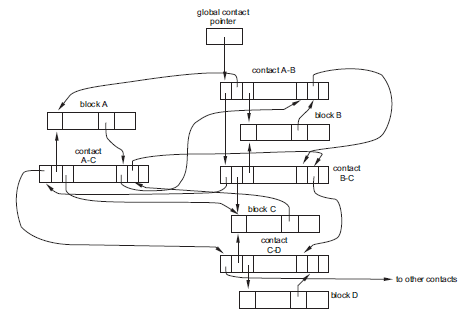 global contact
pointer
contact A-B
block A
block B
contact
A-C
contact
B-C
block C
contact
C-D
to other contacts
block D